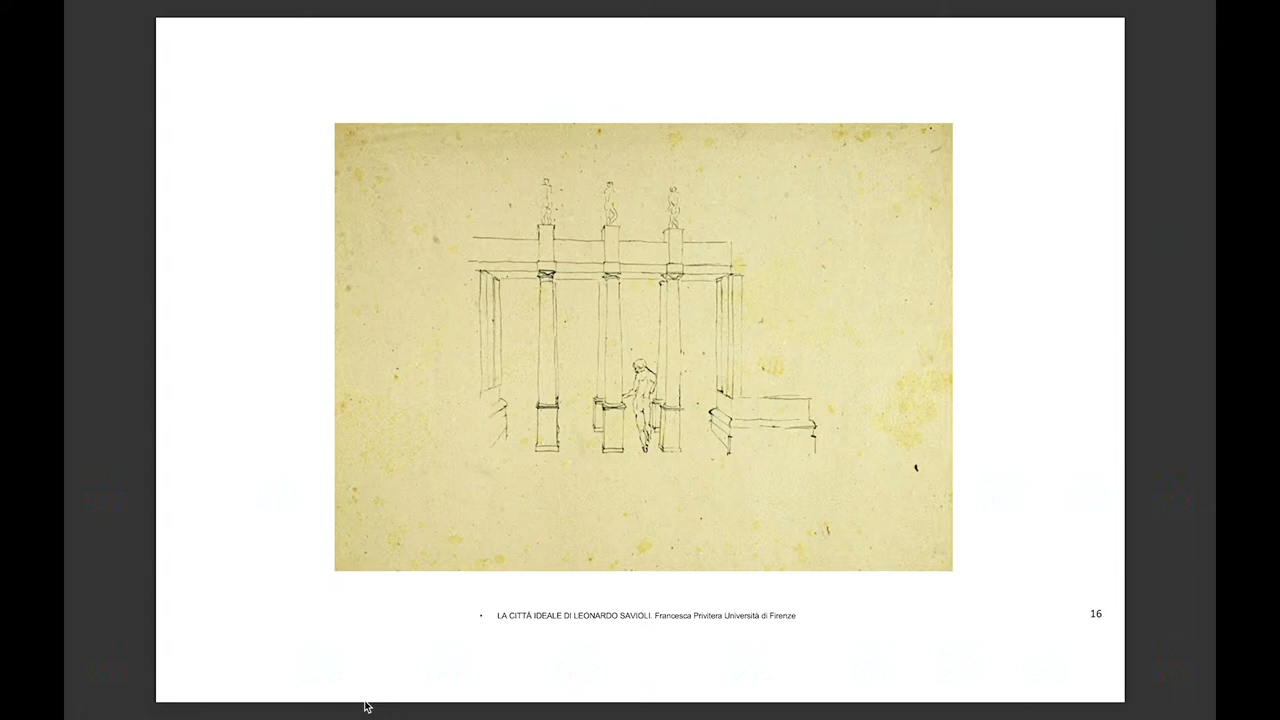 • LA CITTÀ IDEALE DI LEONARDO SAVIOLI. Francesca Privitera Università di Firenze
16